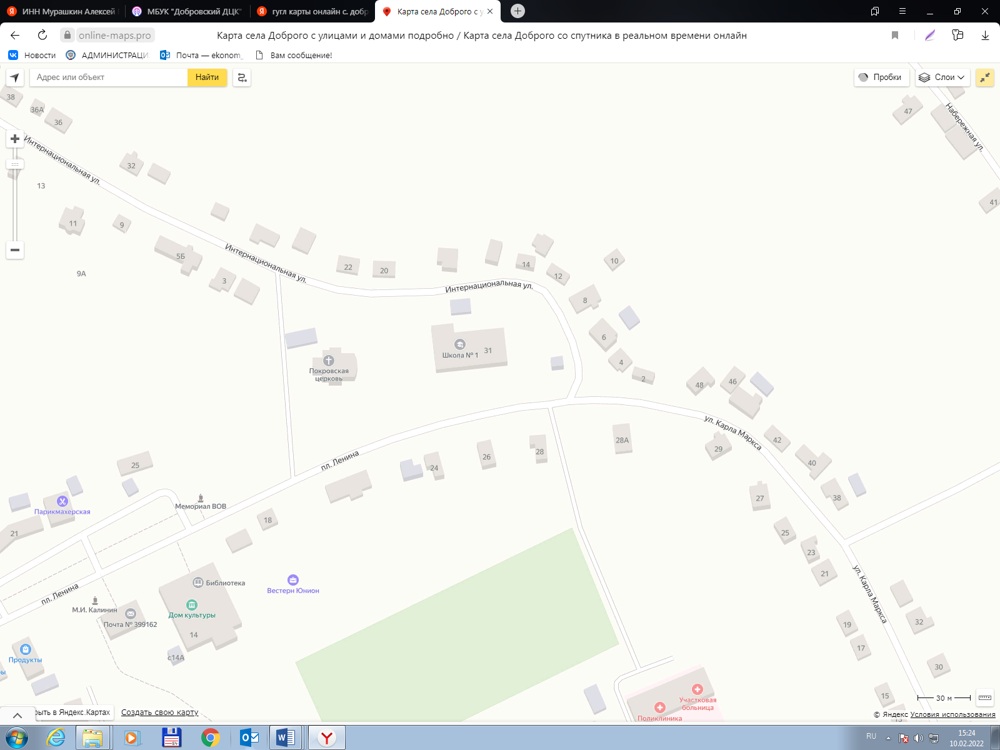 ИНН Мурашкин Алексей
МБУК "Добровский ДЦК"
гугл карты онлайн с. добр
Карта села Доброго с у
online-maps.pro
Карта села Доброго с улицами и домами подробно / Карта села Доброго со спутника в реальном времени онлайн
Новости
АДМИНИСТРАЦИ
Почта — ekonom_
Вам сообщение!
Адрес или объект
Найти
Пробки
Слои
38
36А
36
47
Набережная ул.
Интернациональная ул.
32
13
41
11
9
5Б
Интернациональная ул.
22
20
14
12
10
9А
3
Интернациональная ул.
8
6
4
2
Школа № 1
31
Покровская
церковь
48
46
ул. Карла Маркса
42
40
38
29
28А
28
26
24
пл. Ленина
25
Мемориал ВОВ
Парикмахерская
21
18
27
25
23
21
ул. Карла Маркса
Библиотека
Вестерн Юнион
пл. Ленина
М.И. Калинин
Почта № 399162
Дом культуры
14
с14А
Продукты
ры
19
17
32
30
15
13
Участковая
больница
Поликлиника
30 м
рыть в Яндекс.Картах
Создать свою карту
© Яндекс Условия использования
64
RU
15:24
10.02.2022